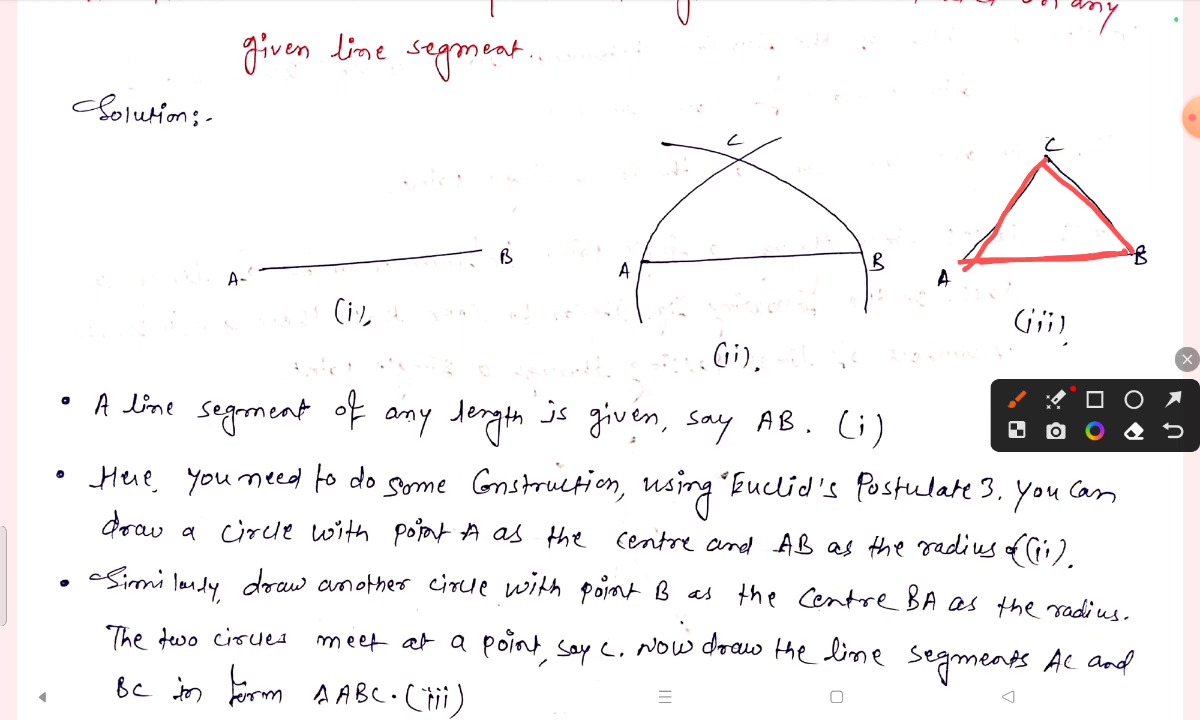 any
given line segment..
Solution:-
C
C
A-
B
A
B
A
B
(i),
(ii).
(iii)
• A line segment of any length is given, say AB. (i)
• Here, you need to do some Construction, using Euclid's Postulate 3. You can
draw a circle with point A as the centre and AB as the radius (ii).
• Similarly, draw another circle with point B as the Centre BA as the radius.
The two circles meet at a point, say C. Now draw the line segments AC and
BC to form ΔABC. (iii)